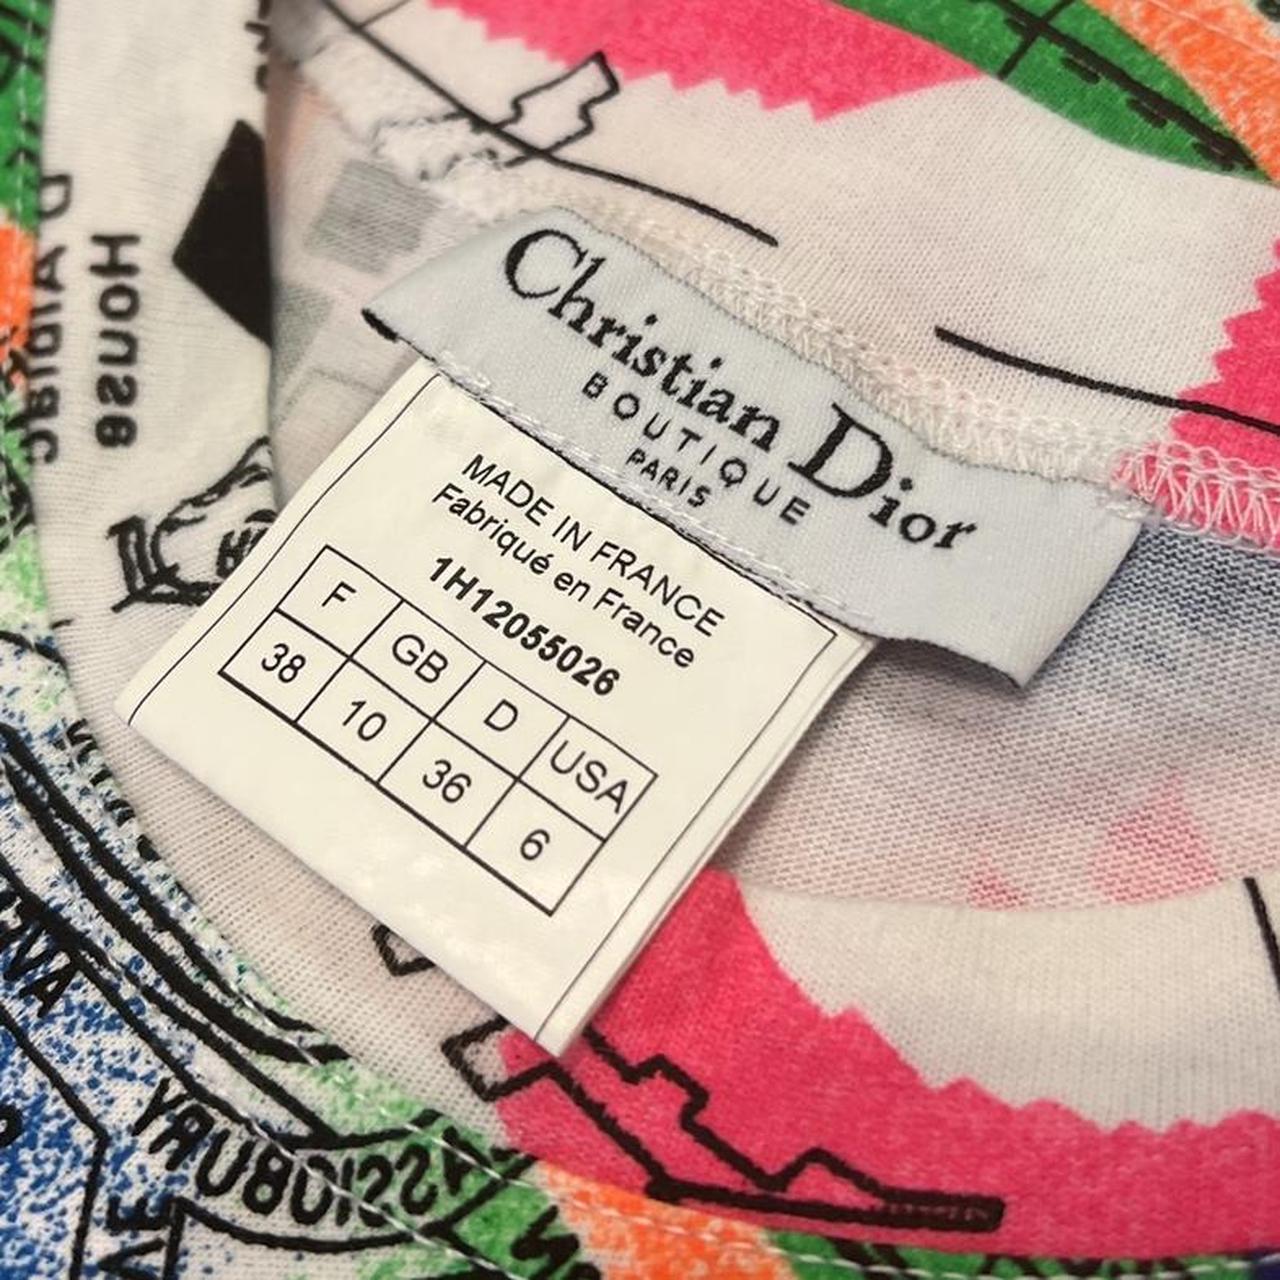 Christian Dior
BOUTIQUE
PARIS
MADE IN FRANCE
Fabriqué en France
1H12055026
F GB D USA
38 10 36 6
House